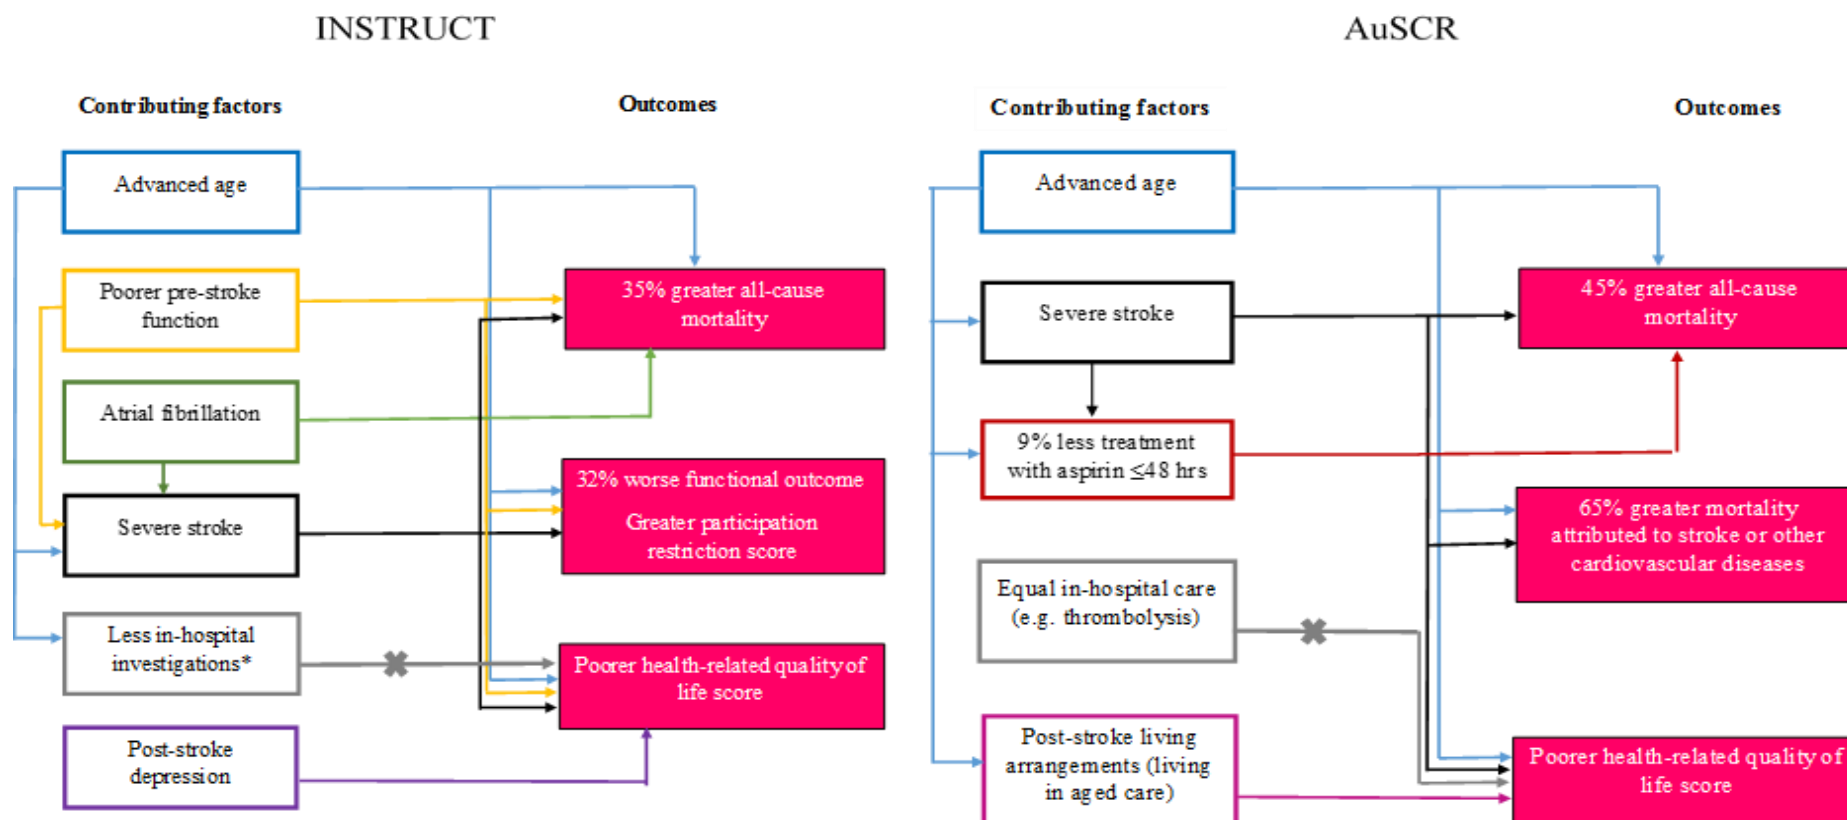 INSTRUCT
Contributing factors
Outcomes
Advanced age
Poorer pre-stroke
function
Atrial fibrillation
Severe stroke
Less in-hospital
investigations*
Post-stroke
depression
35% greater all-cause
mortality
32% worse functional outcome
Greater participation
restriction score
Poorer health-related quality of
life score
AuSCR
Contributing factors
Outcomes
Advanced age
Severe stroke
9% less treatment
with aspirin ≤48 hrs
Equal in-hospital care
(e.g. thrombolysis)
Post-stroke living
arrangements (living
in aged care)
45% greater all-cause
mortality
65% greater mortality
attributed to stroke or other
cardiovascular diseases
Poorer health-related quality of
life score